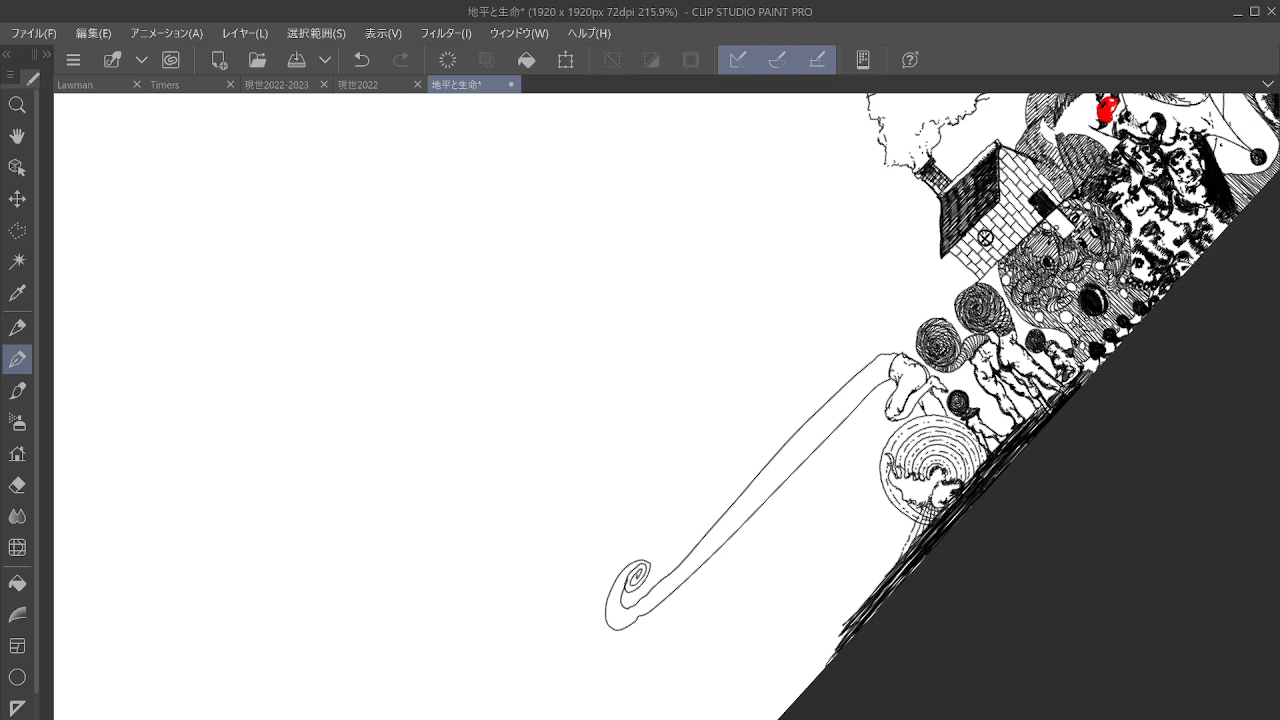 地平と生命* (1920 x 1920px 72dpi 215.9%)  - CLIP STUDIO PAINT PRO
ファイル(F) 編集(E) アニメーション(A) レイヤー(L) 選択範囲(S) 表示(V) フィルター(I) ウィンドウ(W) ヘルプ(H)
Lawman Timers 現世2022-2023 現世2022 地平と生命*